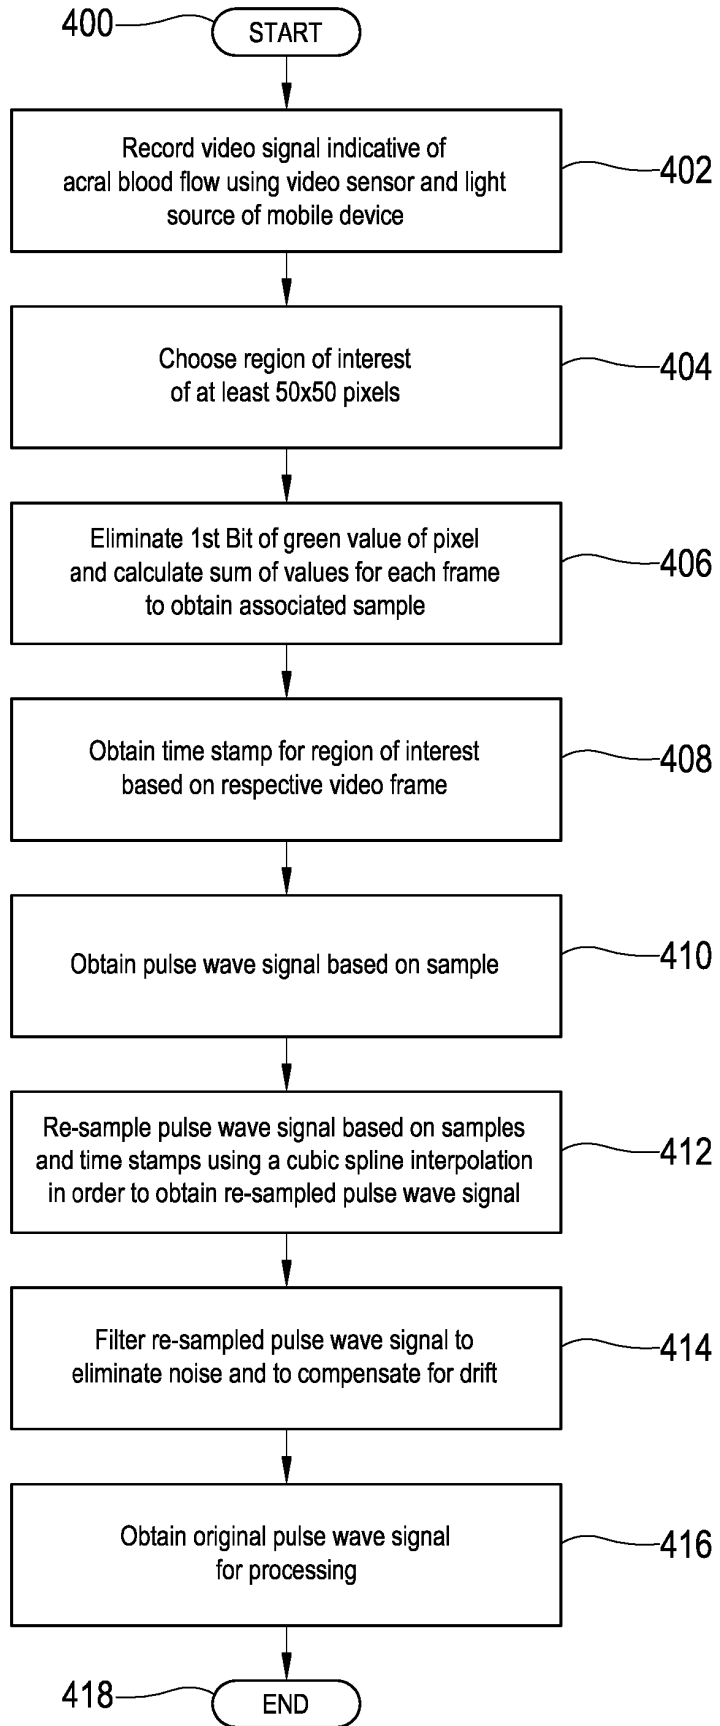 400
START
Record video signal indicative of
acral blood flow using video sensor and light
source of mobile device
402
Choose region of interest
of at least 50x50 pixels
404
Eliminate 1st Bit of green value of pixel
and calculate sum of values for each frame
to obtain associated sample
406
Obtain time stamp for region of interest
based on respective video frame
408
Obtain pulse wave signal based on sample
410
Re-sample pulse wave signal based on samples
and time stamps using a cubic spline interpolation
in order to obtain re-sampled pulse wave signal
412
Filter re-sampled pulse wave signal to
eliminate noise and to compensate for drift
414
Obtain original pulse wave signal
for processing
416
418
END